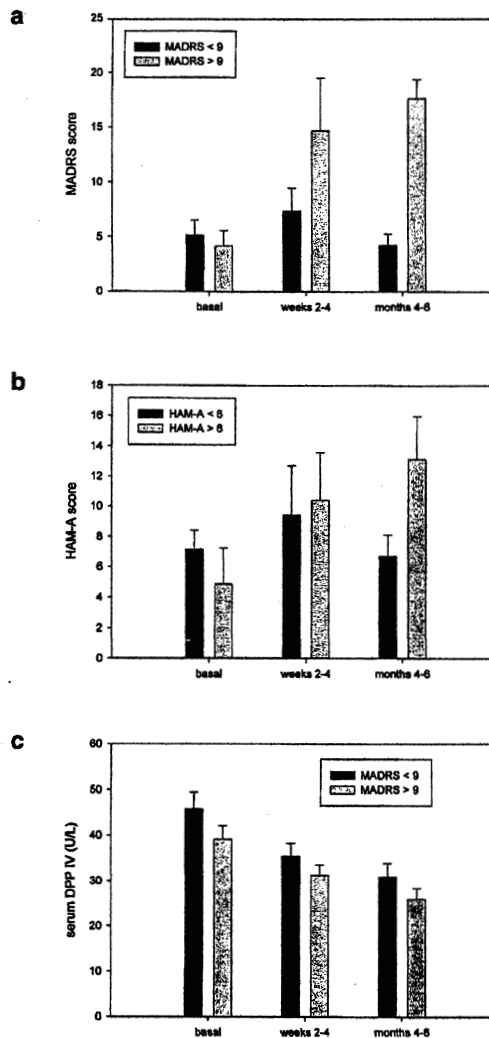 a
25
20
15
10
5
0
MADRS score
MADRS < 9
MADRS > 9
basal
weeks 2-4
months 4-6
b
18
16
14
12
10
8
6
4
2
0
HAM-A score
HAM-A < 6
HAM-A > 6
basal
weeks 2-4
months 4-6
c
60
50
40
30
20
10
0
serum DPP IV (U/L)
MADRS < 9
MADRS > 9
basal
weeks 2-4
months 4-6